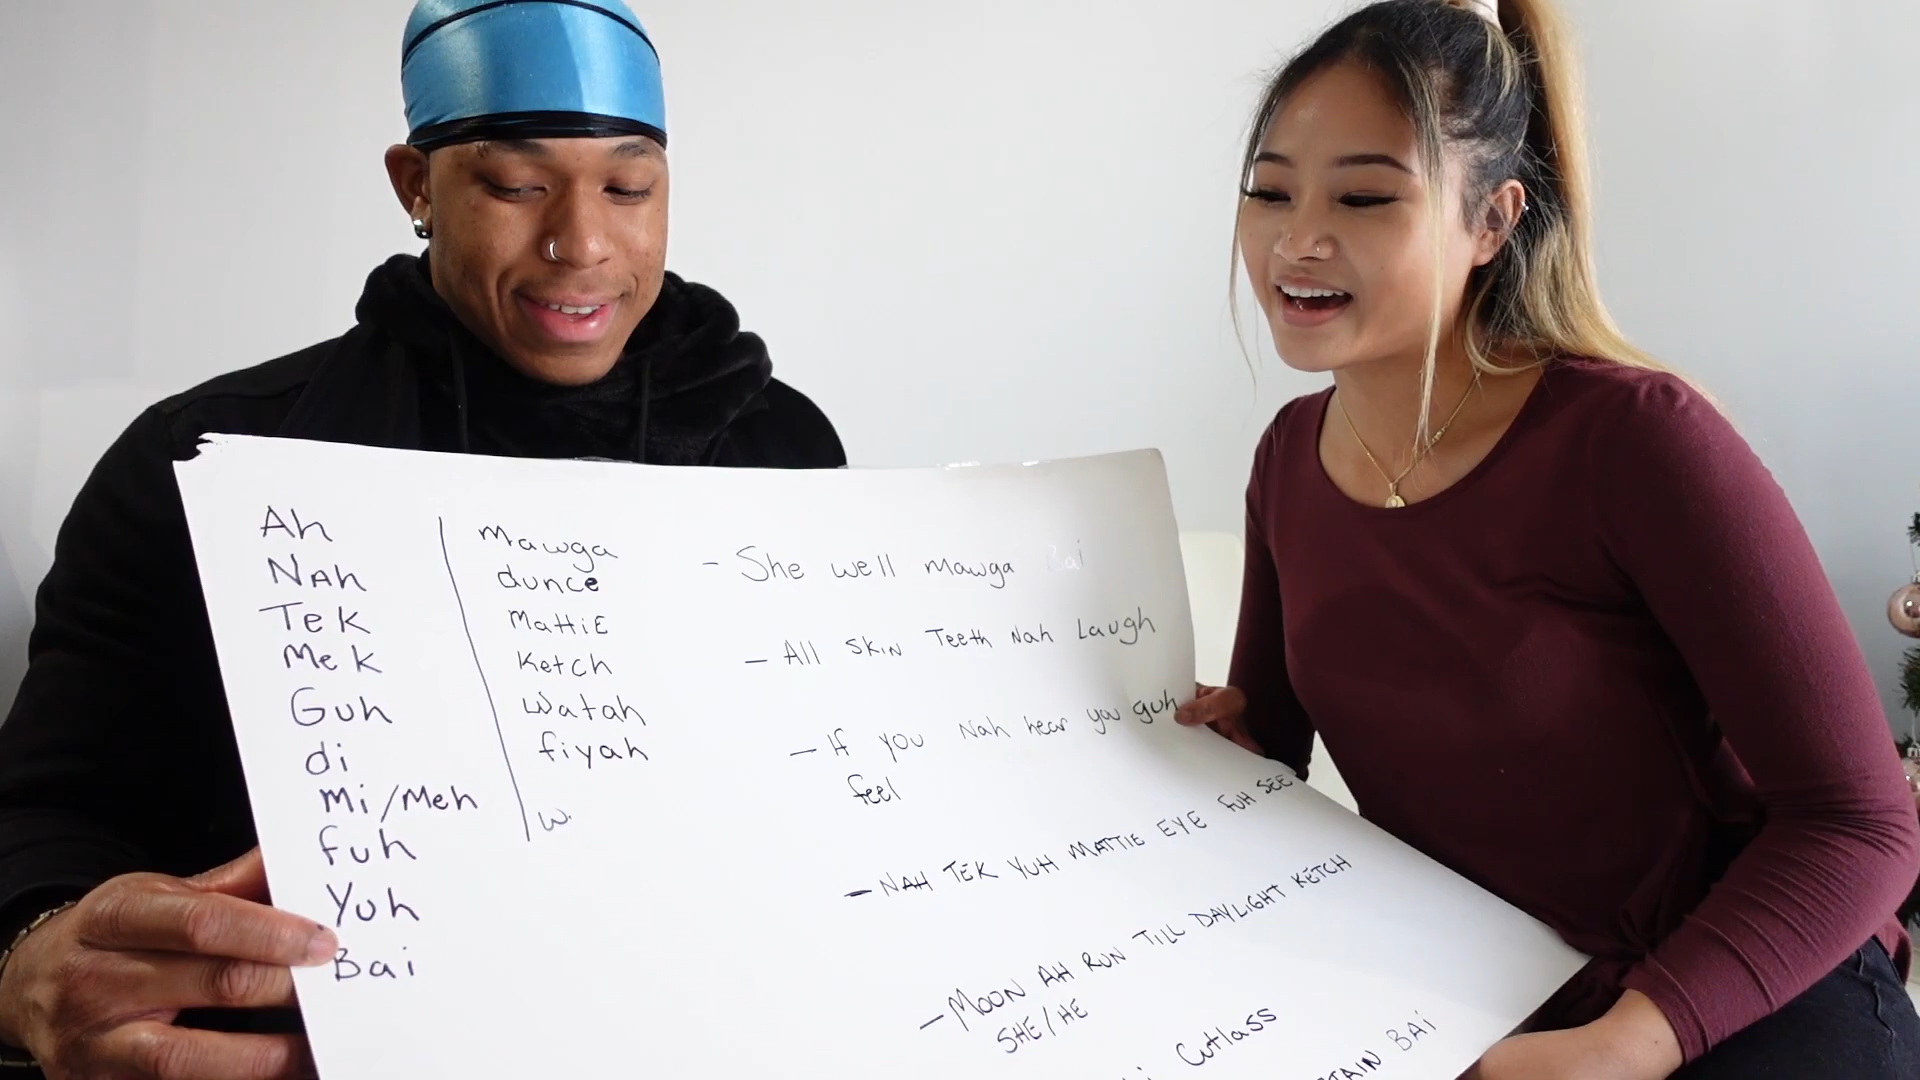 Ah
NAh
Tek
Mek
Guh
di
Mi/Meh
fuh
Yuh
Bai
mawga
dunce
MattiE
Ketch
Watah
fiyah
W.
- She well mawga Bai
- All SkiN Teeth Nah Laugh
- If you Nah hear you guh
feel
- NAH TEK YUH MATTIE EYE FUH SEE
- MOON AH RUN TILL DAYLIGHT KETCH
SHE/HE
Cutlass
BAi